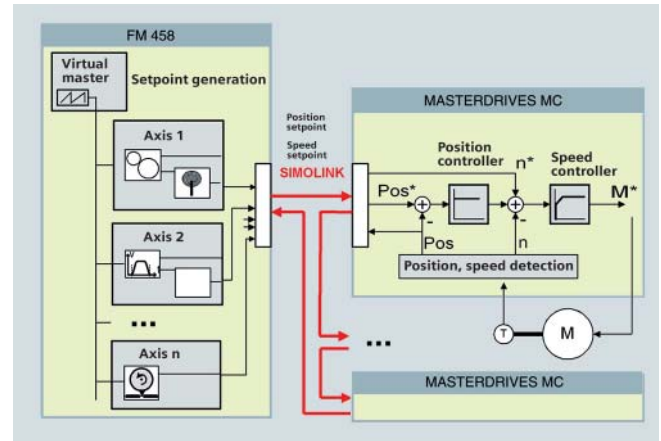 FM 458
Virtual
master
Setpoint generation
Axis 1
Axis 2
...
Axis n
Position
setpoint
Speed
setpoint
SIMOLINK
MASTERDRIVES MC
Position
controller
n*
Speed
controller
Pos*
M*
-
-
Pos
n
Position, speed detection
T
M
...
MASTERDRIVES MC